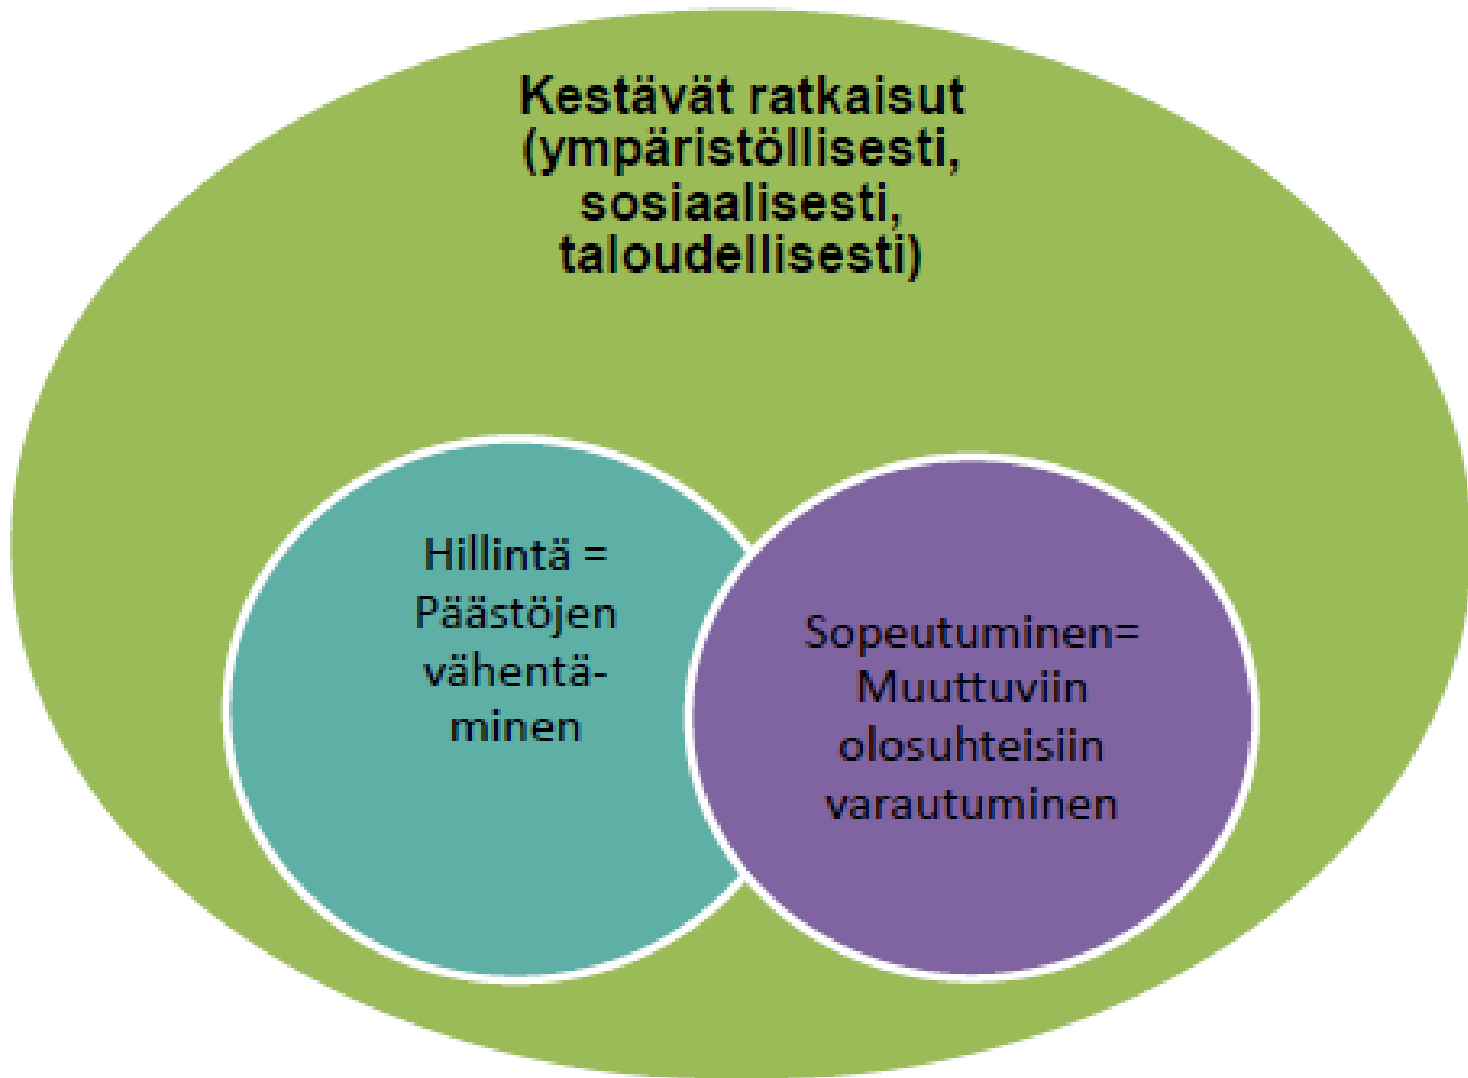 Kestävät ratkaisut
(ympäristöllisesti,
sosiaalisesti,
taloudellisesti)
Hillintä =
Päästöjen
vähentä-
minen
Sopeutuminen=
Muuttuviin
olosuhteisiin
varautuminen